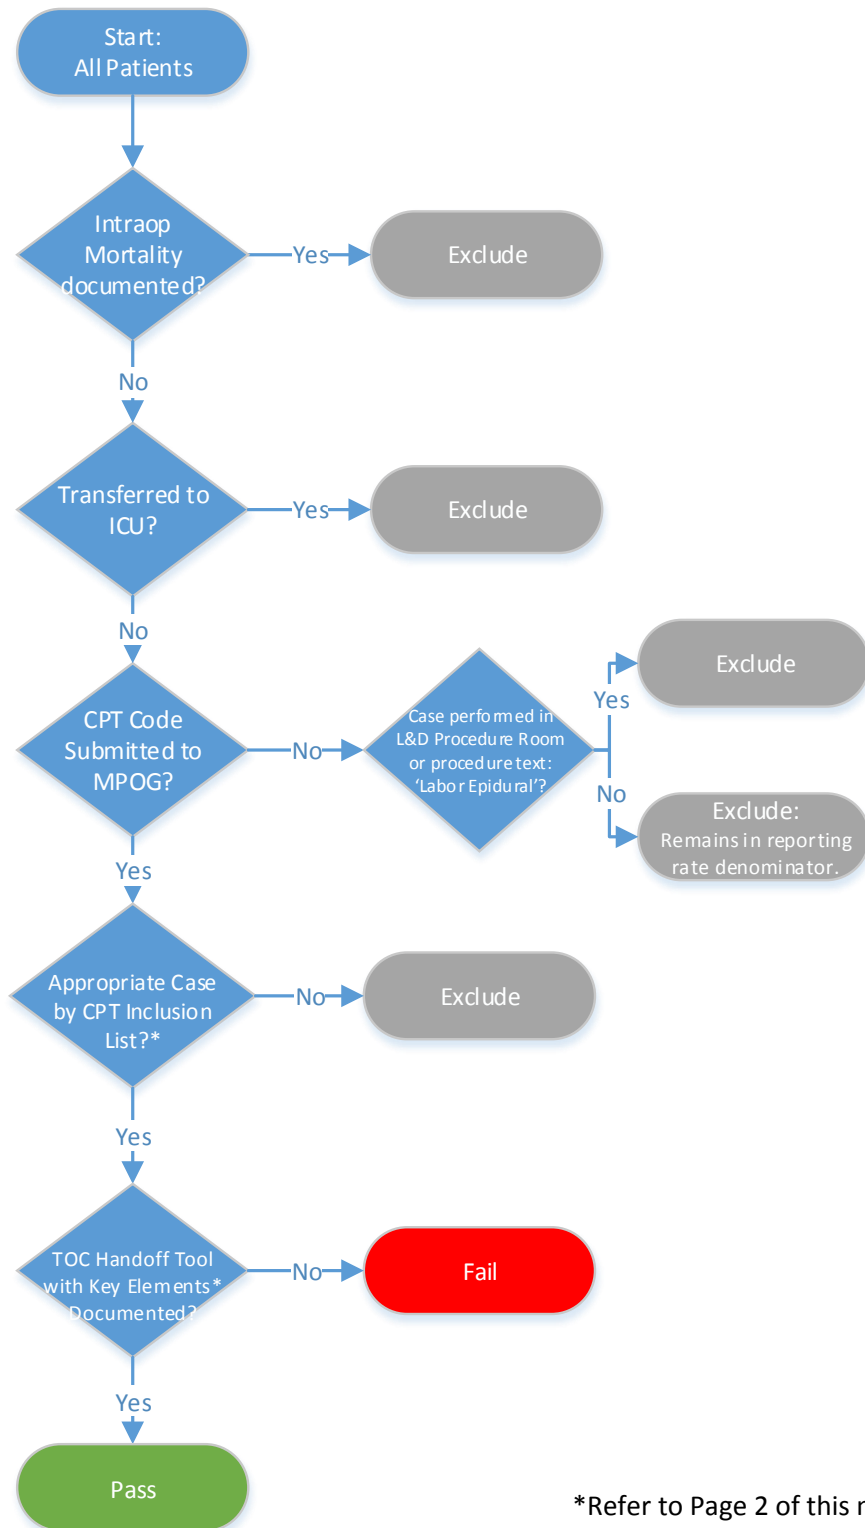 Start:
All Patients
Intraop
Mortality
documented?
Yes
Exclude
No
Transferred to
ICU?
Yes
Exclude
No
CPT Code
Submitted to
MPOG?
No
Case performed in
L&D Procedure Room
or procedure text:
‘Labor Epidural’?
Yes
Exclude
No
Exclude:
Remains in reporting
rate denominator.
Yes
Appropriate Case
by CPT Inclusion
List?*
No
Exclude
Yes
TOC Handoff Tool
with Key Elements*
Documented?
No
Fail
Yes
Pass
*Refer to Page 2 of this